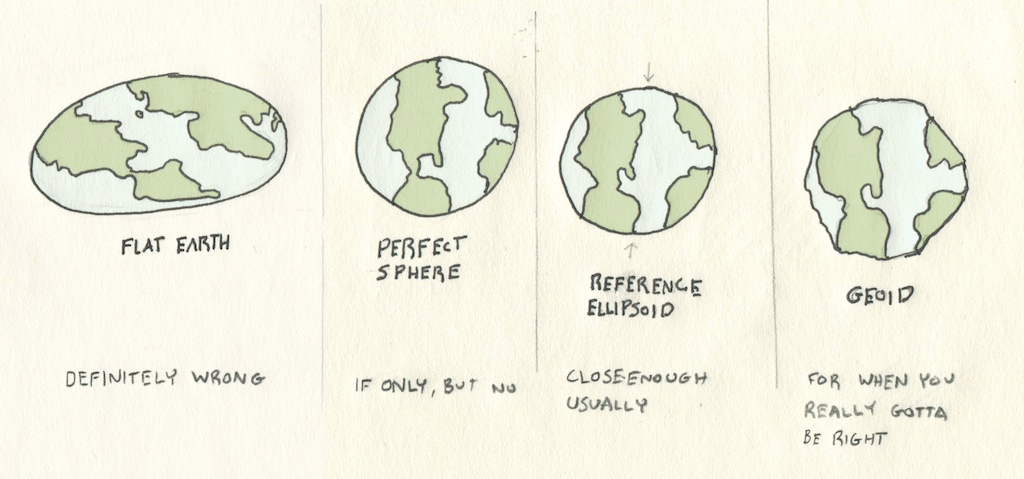 FLAT EARTH
DEFINITELY WRONG
PERFECT
SPHERE
IF ONLY, BUT NO
REFERENCE
ELLIPSOID
CLOSE ENOUGH
USUALLY
GEOID
FOR WHEN YOU
REALLY GOTTA
BE RIGHT